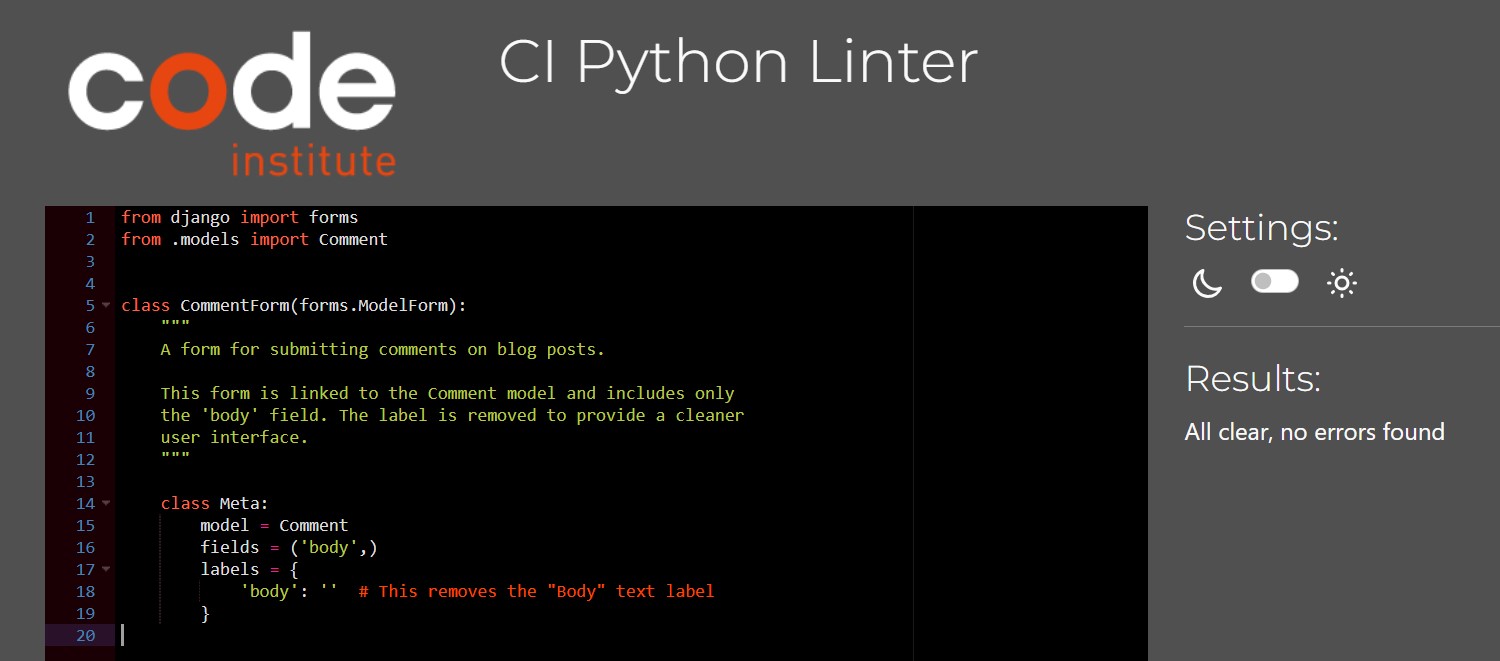 code
institute
CI Python Linter
1 from django import forms
2 from .models import Comment
3
4
5 class CommentForm(forms.ModelForm):
6     """
7     A form for submitting comments on blog posts.
8
9     This form is linked to the Comment model and includes only
10     the 'body' field. The label is removed to provide a cleaner
11     user interface.
12     """
13
14     class Meta:
15         model = Comment
16         fields = ('body',)
17         labels = {
18             'body': ''  # This removes the "Body" text label
19         }
20
Settings:
Results:
All clear, no errors found